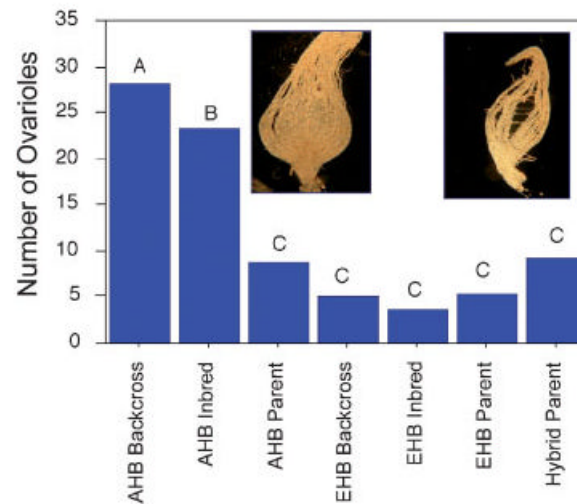 Number of Ovarioles
35
30
25
20
15
10
5
0
A
B
C
C
C
C
C
AHB Backcross
AHB Inbred
AHB Parent
EHB Backcross
EHB Inbred
EHB Parent
Hybrid Parent